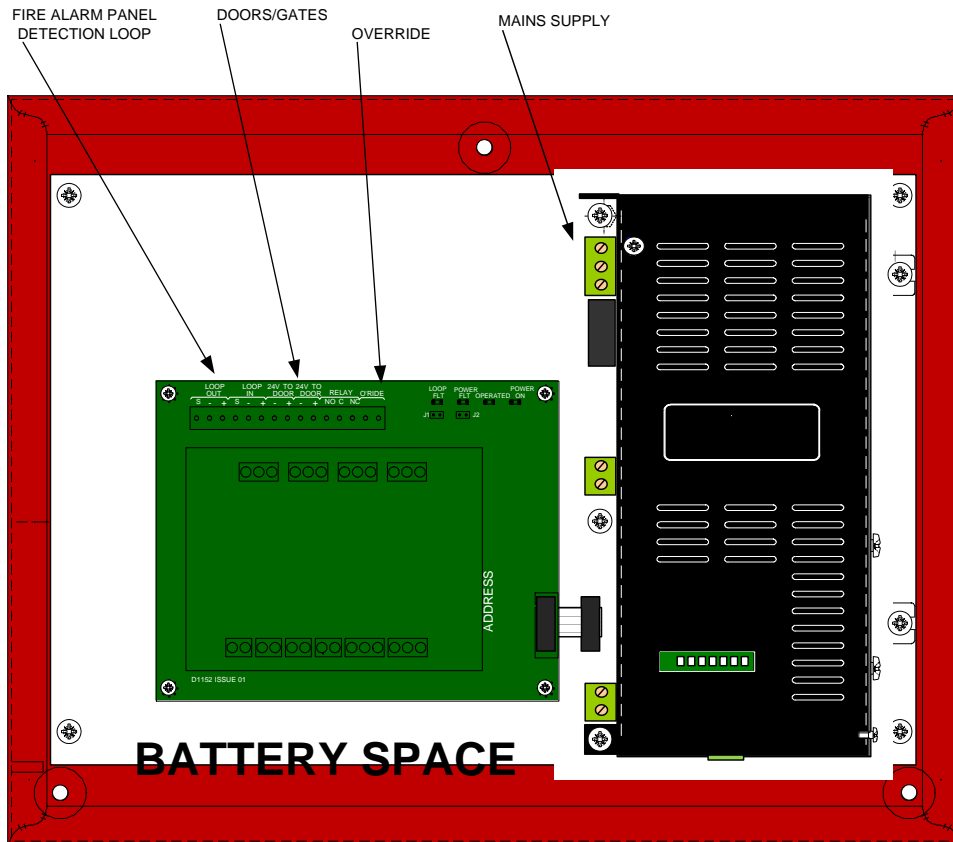 FIRE ALARM PANEL
DETECTION LOOP
DOORS/GATES
OVERRIDE
MAINS SUPPLY
LOOP OUT
LOOP IN
24V TO DOOR
24V TO DOOR
RELAY
O'RIDE
S - + S - + - + - + NO C NC
LOOP FLT
POWER FLT
OPERATED
POWER ON
J1
J2
ADDRESS
D1152 ISSUE 01
BATTERY SPACE